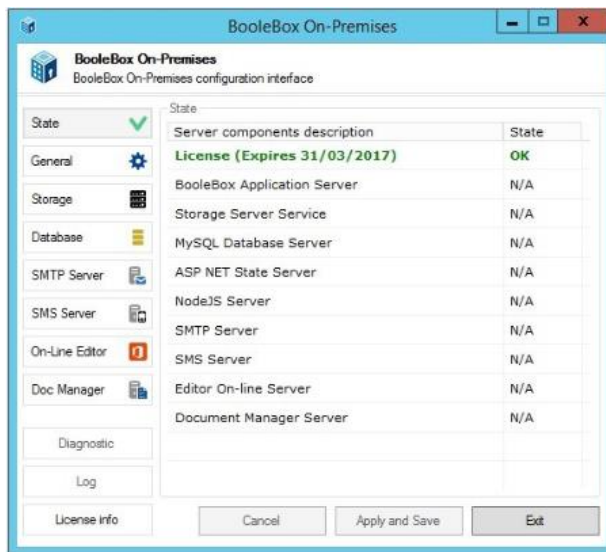 BooleBox On-Premises
BooleBox On-Premises
BooleBox On-Premises configuration interface
State
General
Storage
Database
SMTP Server
SMS Server
On-Line Editor
Doc Manager
Diagnostic
Log
License info
State
Server components description State
License (Expires 31/03/2017) OK
BooleBox Application Server N/A
Storage Server Service N/A
MySQL Database Server N/A
ASP NET State Server N/A
NodeJS Server N/A
SMTP Server N/A
SMS Server N/A
Editor On-line Server N/A
Document Manager Server N/A
Cancel Apply and Save Exit